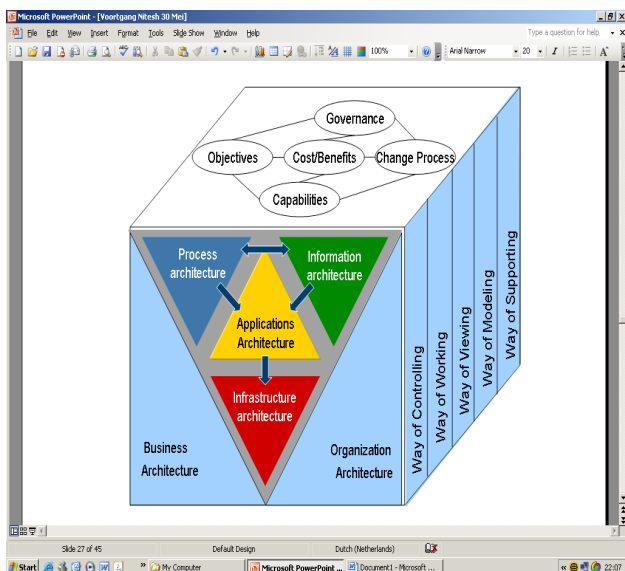 Microsoft PowerPoint - [Voortgang Nitesh 30 Mei]
File Edit View Insert Format Tools Slide Show Window Help
Type a question for help
100%
Arial Narrow
20
Governance
Objectives
Cost/Benefits
Change Process
Capabilities
Process
architecture
Information
architecture
Applications
Architecture
Infrastructure
architecture
Business
Architecture
Organization
Architecture
Way of Controlling
Way of Working
Way of Viewing
Way of Modeling
Way of Supporting
Slide 27 of 45
Default Design
Dutch (Netherlands)
Start
My Computer
Microsoft PowerPoint ...
Document1 - Microsoft ...
22:07